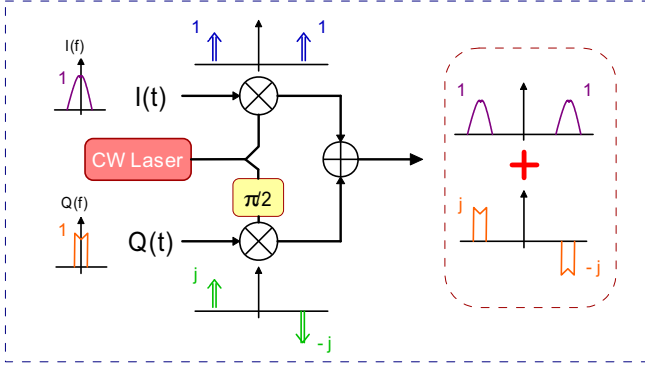 1
1
I(f)
1
I(t)
1
1
CW Laser
π/2
Q(f)
1
Q(t)
j
-j
j
-j